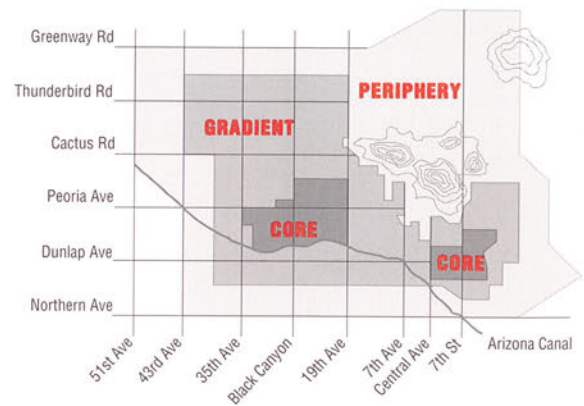 Greenway Rd
Thunderbird Rd
Cactus Rd
Peoria Ave
Dunlap Ave
Northern Ave
PERIPHERY
GRADIENT
CORE
CORE
51st Ave
43rd Ave
35th Ave
Black Canyon
19th Ave
7th Ave
Central Ave
7th St
Arizona Canal